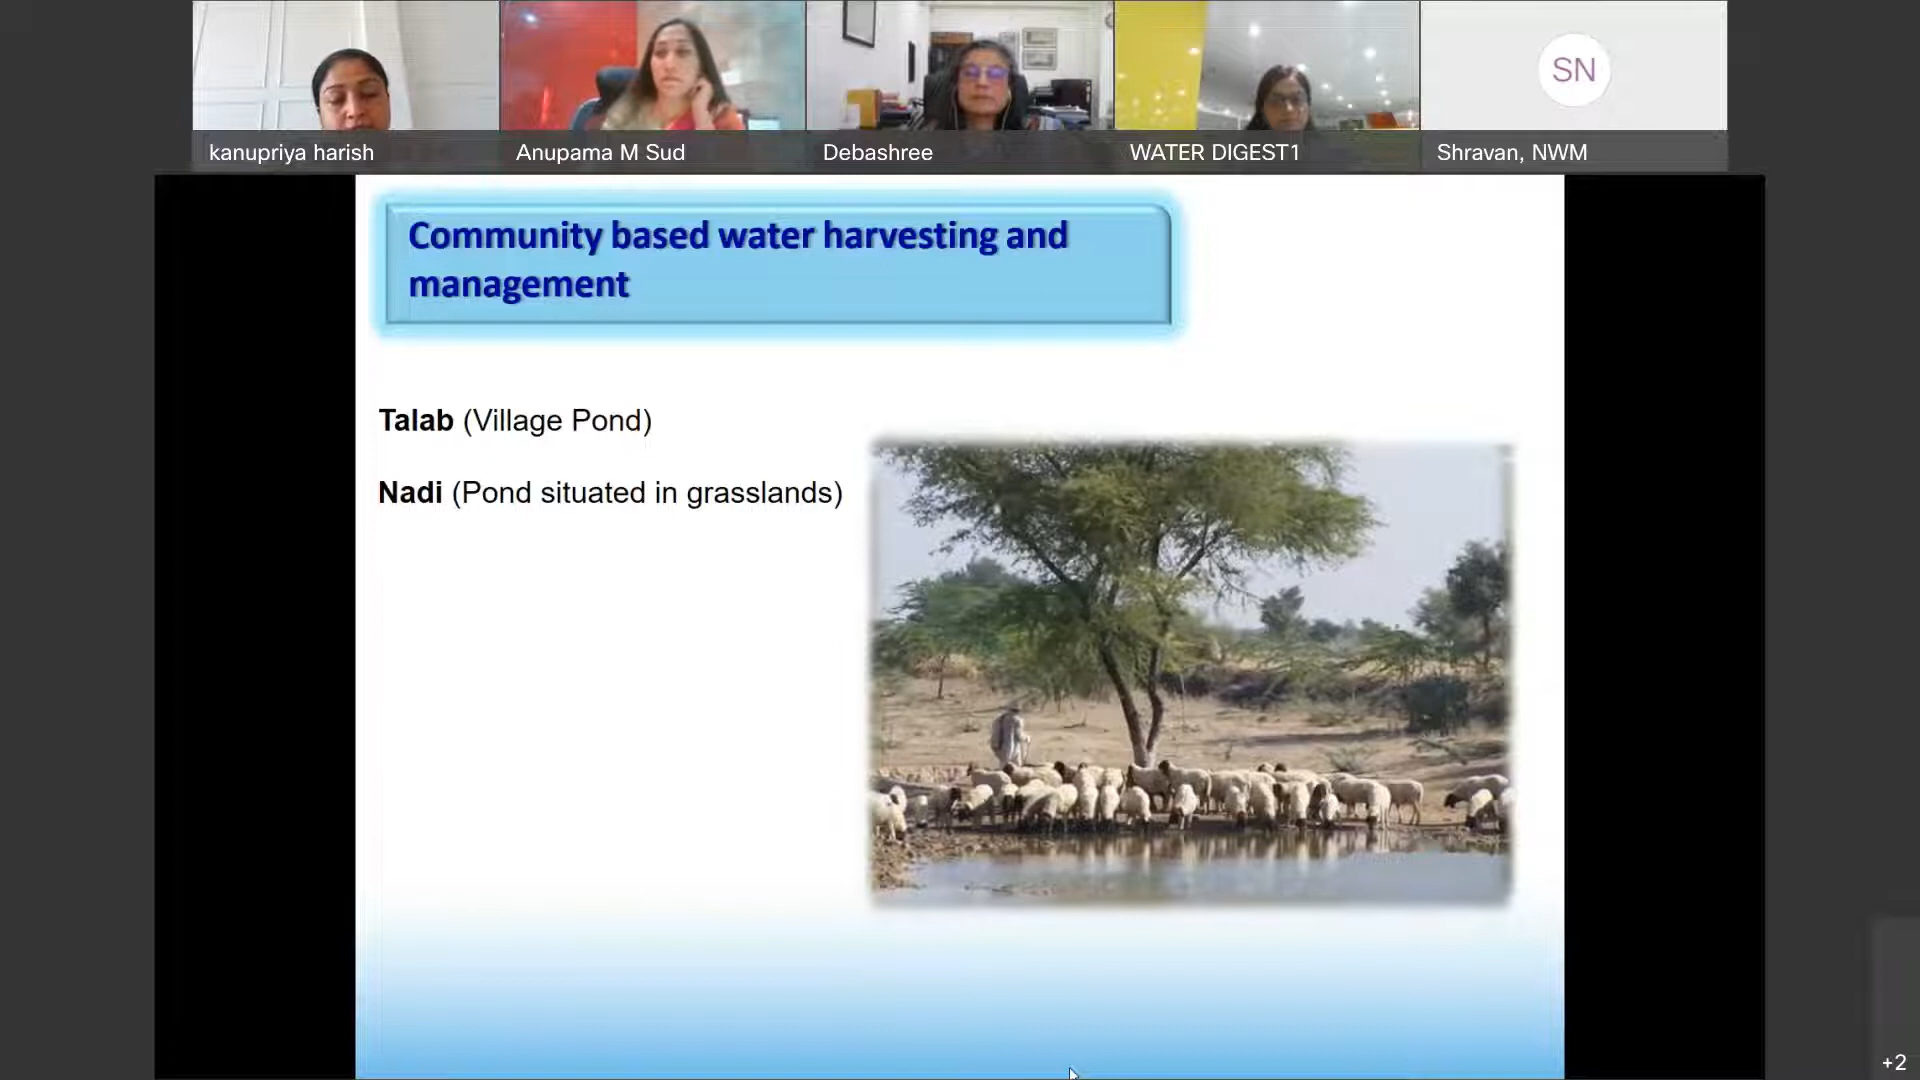 kanupriya harish
Anupama M Sud
Debashree
WATER DIGEST1
SN
Shravan, NWM
Community based water harvesting and
management
Talab (Village Pond)
Nadi (Pond situated in grasslands)
+2